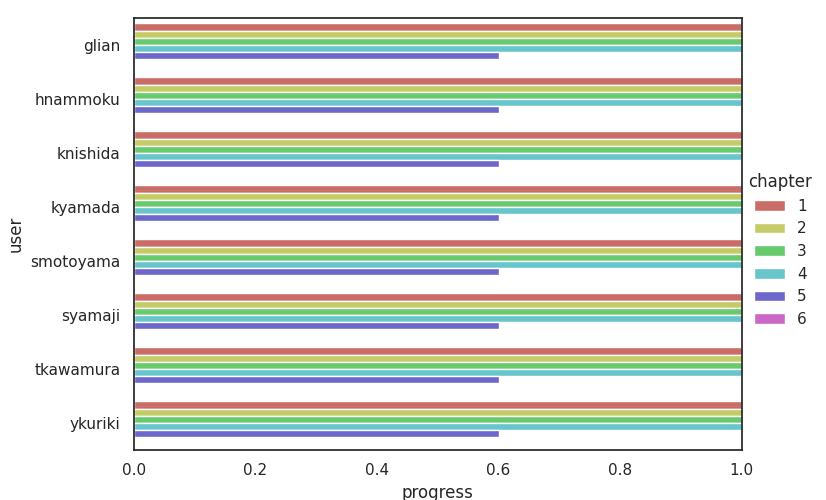 glian
hnammoku
knishida
kyamada
smotoyama
syamaji
tkawamura
ykuriki
user
0.0 0.2 0.4 0.6 0.8 1.0
progress
chapter
1
2
3
4
5
6